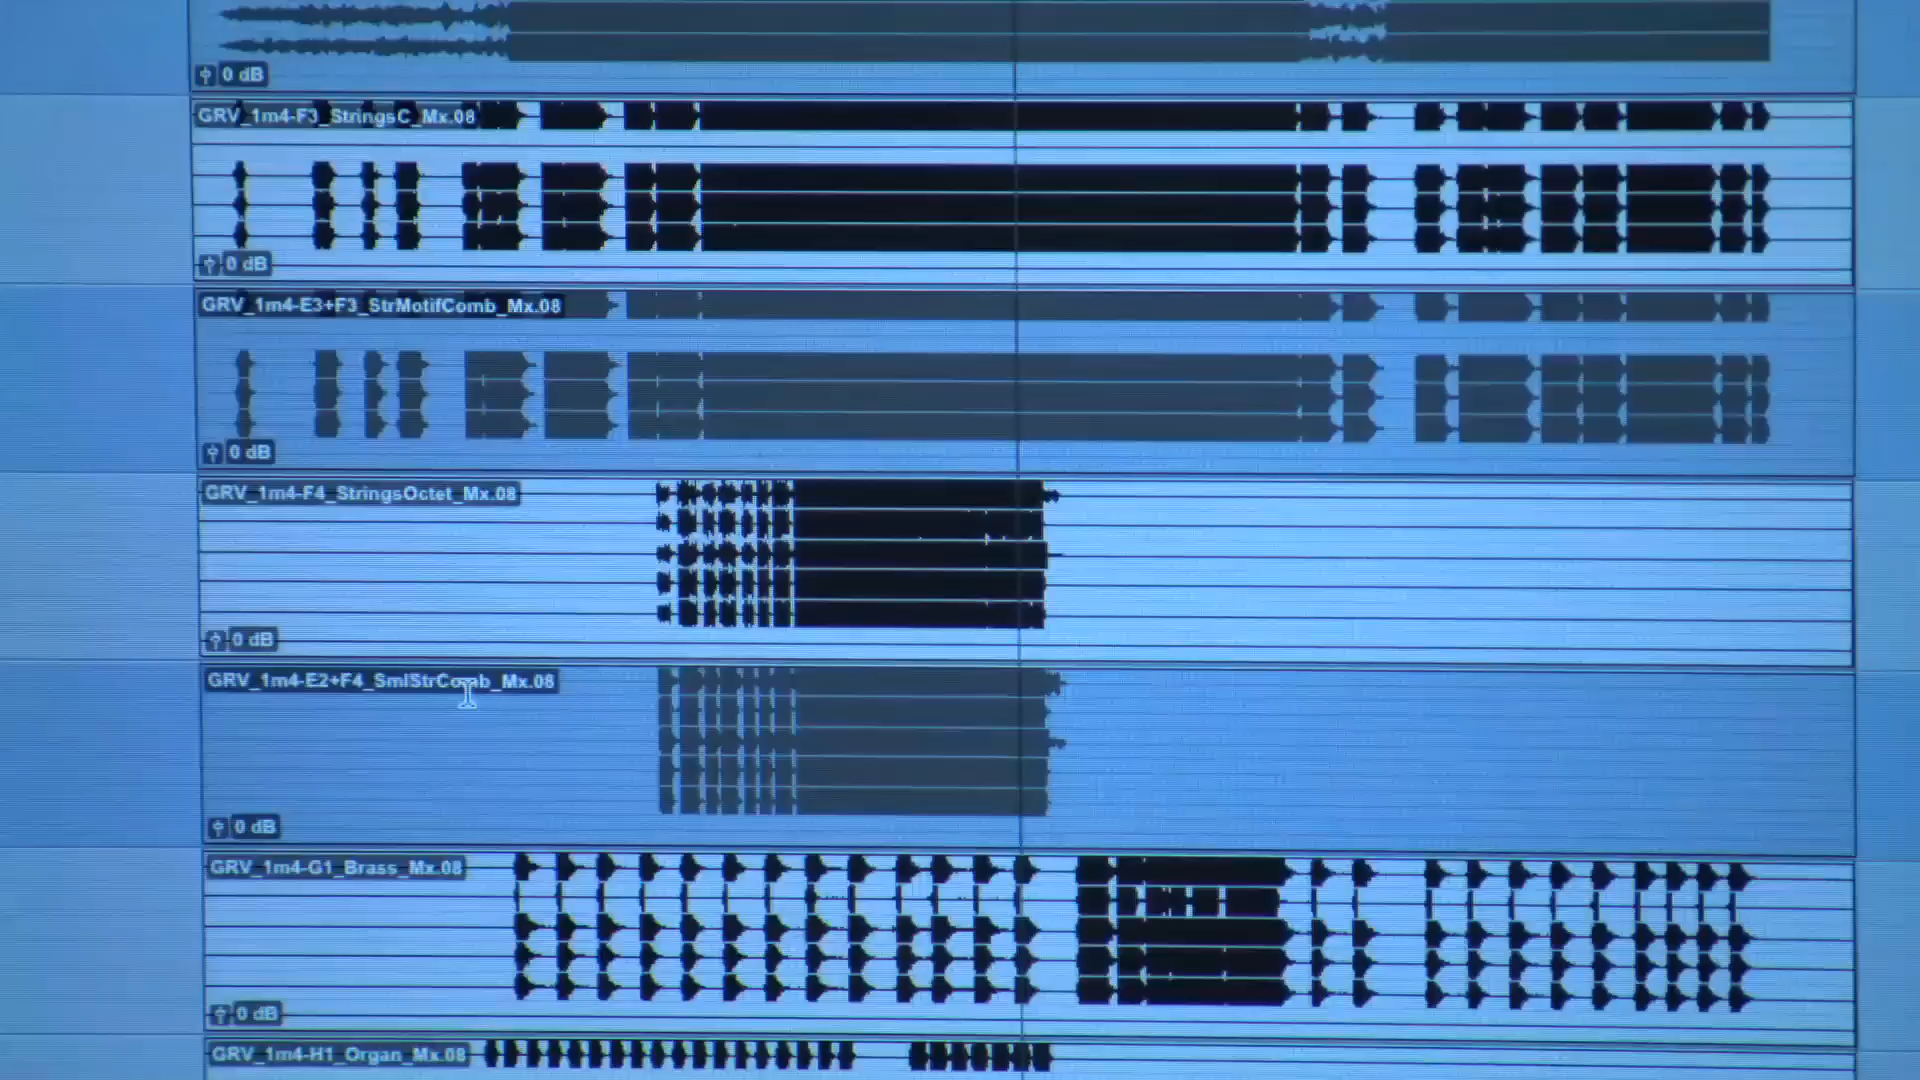 0 dB
GRV_1m4-F3_StringsC_Mx.08
0 dB
GRV_1m4-E3+F3_StrMotifComb_Mx.08
0 dB
GRV_1m4-F4_StringsOctet_Mx.08
0 dB
GRV_1m4-E2+F4_SmlStrComb_Mx.08
0 dB
GRV_1m4-G1_Brass_Mx.08
0 dB
GRV_1m4-H1_Organ_Mx.08